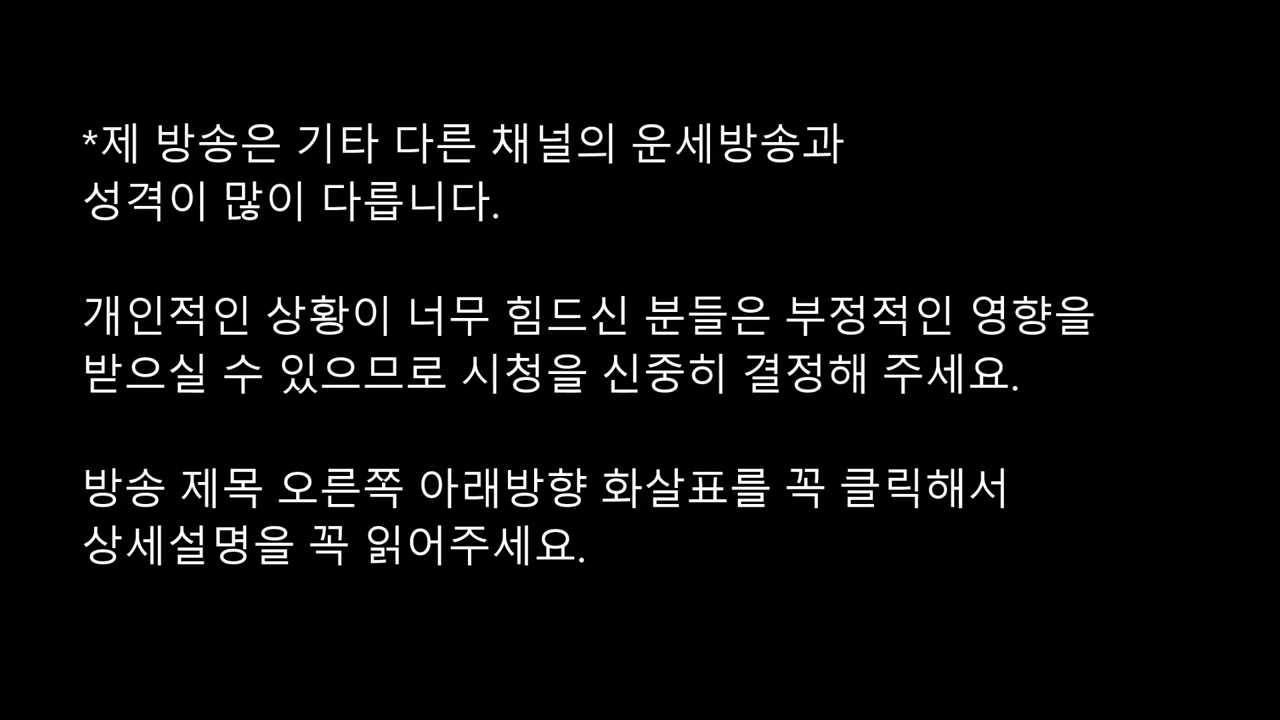 *제 방송은 기타 다른 채널의 운세방송과
성격이 많이 다릅니다.
개인적인 상황이 너무 힘드신 분들은 부정적인 영향을
받으실 수 있으므로 시청을 신중히 결정해 주세요.
방송 제목 오른쪽 아래방향 화살표를 꼭 클릭해서
상세설명을 꼭 읽어주세요.